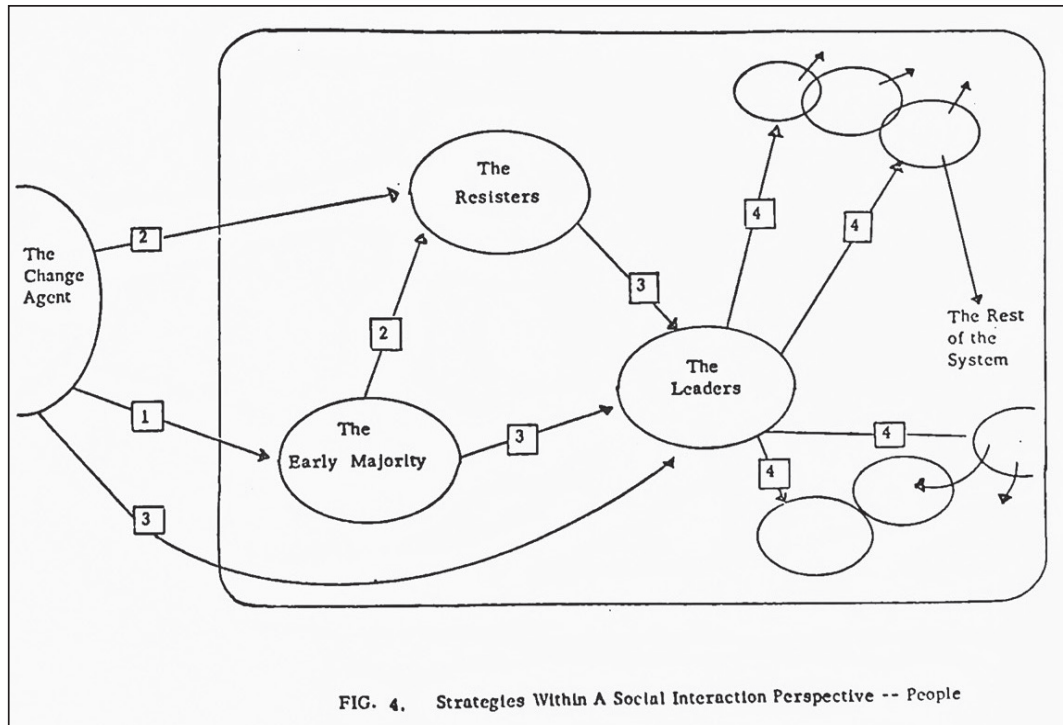 The
Change
Agent
2
1
3
The
Resisters
2
The
Early Majority
3
3
The
Leaders
4
4
4
4
The Rest
of the
System
FIG. 4. Strategies Within A Social Interaction Perspective -- People